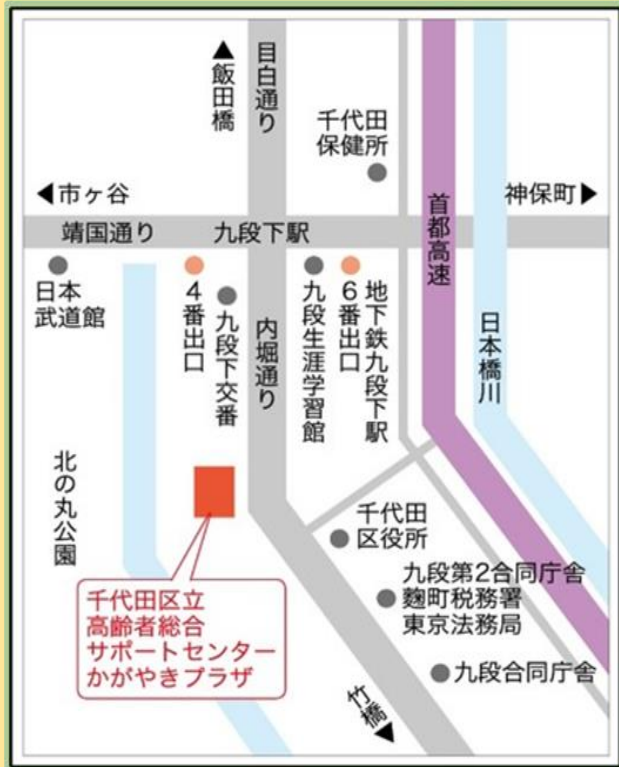 ▲飯田橋
目白通り
千代田
保健所
◀市ヶ谷
神保町▶
靖国通り
九段下駅
首都高速
日本
武道館
4番出口
九段下交番
内堀通り
九段生涯学習館
地下鉄九段下駅
6番出口
日本橋川
北の丸公園
千代田
区役所
九段第2合同庁舎
麹町税務署
東京法務局
千代田区立
高齢者総合
サポートセンター
かがやきプラザ
九段合同庁舎
竹橋▼